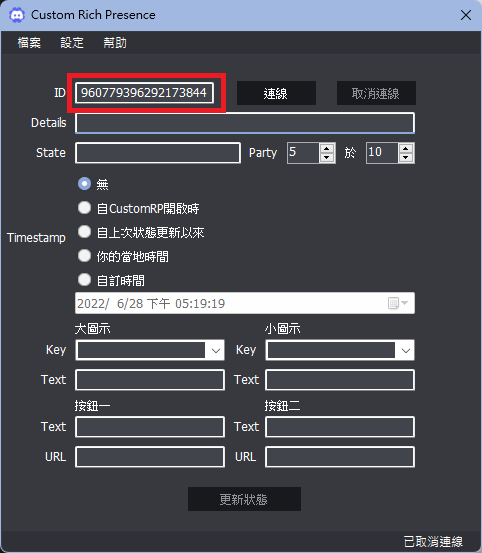 Custom Rich Presence
檔案 設定 幫助
ID 960779396292173844 連線 取消連線
Details
State Party 5 於 10
無
自CustomRP開啟時
自上次狀態更新以來
Timestamp 你的當地時間
自訂時間
2022/ 6/28 下午 05:19:19
大圖示 小圖示
Key Key
Text Text
按鈕一 按鈕二
Text Text
URL URL
更新狀態
已取消連線